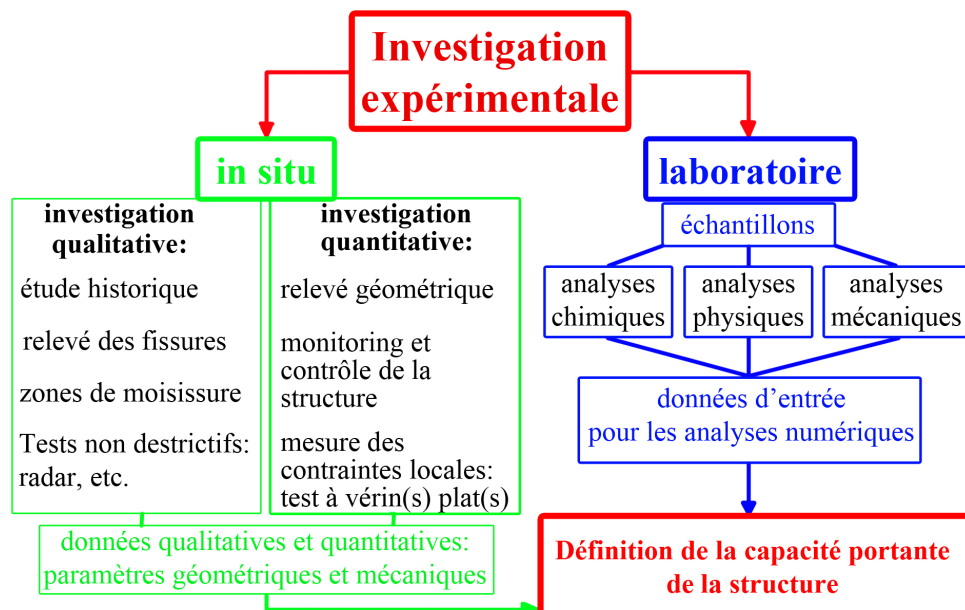 Investigation
expérimentale
in situ
laboratoire
investigation
qualitative:
étude historique
relevé des fissures
zones de moisissure
Tests non destrictifs:
radar, etc.
investigation
quantitative:
relevé géométrique
monitoring et
contrôle de la
structure
mesure des
contraintes locales:
test à vérin(s) plat(s)
données qualitatives et quantitatives:
paramètres géométriques et mécaniques
échantillons
analyses
chimiques
analyses
physiques
analyses
mécaniques
données d'entrée
pour les analyses numériques
Définition de la capacité portante
de la structure